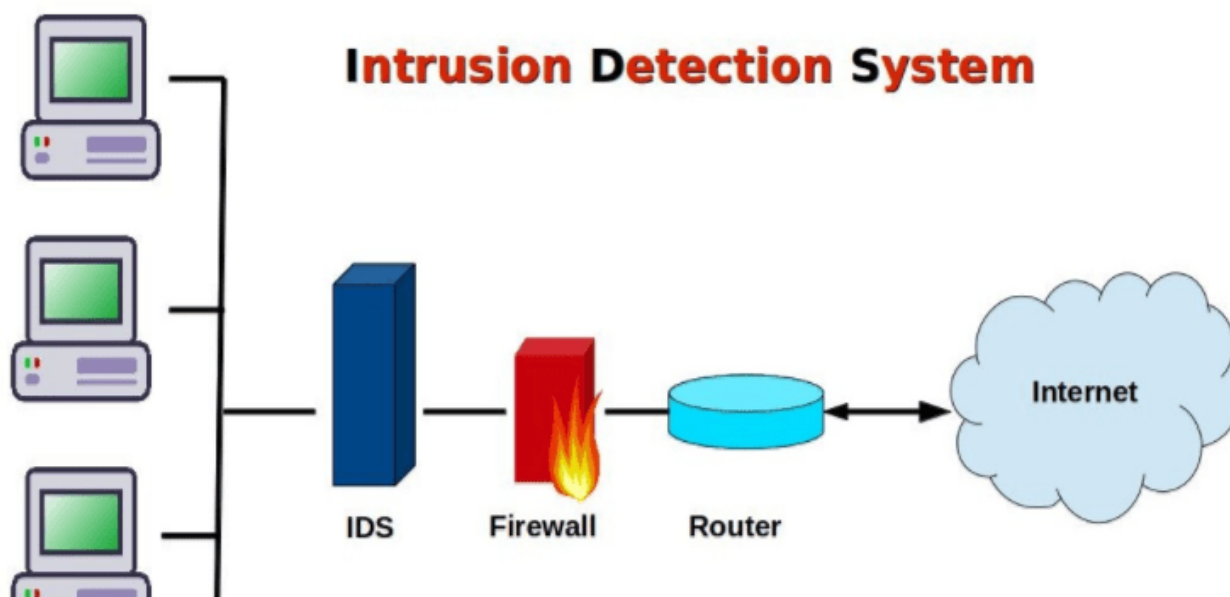 Intrusion Detection System
Internet
IDS
Firewall
Router